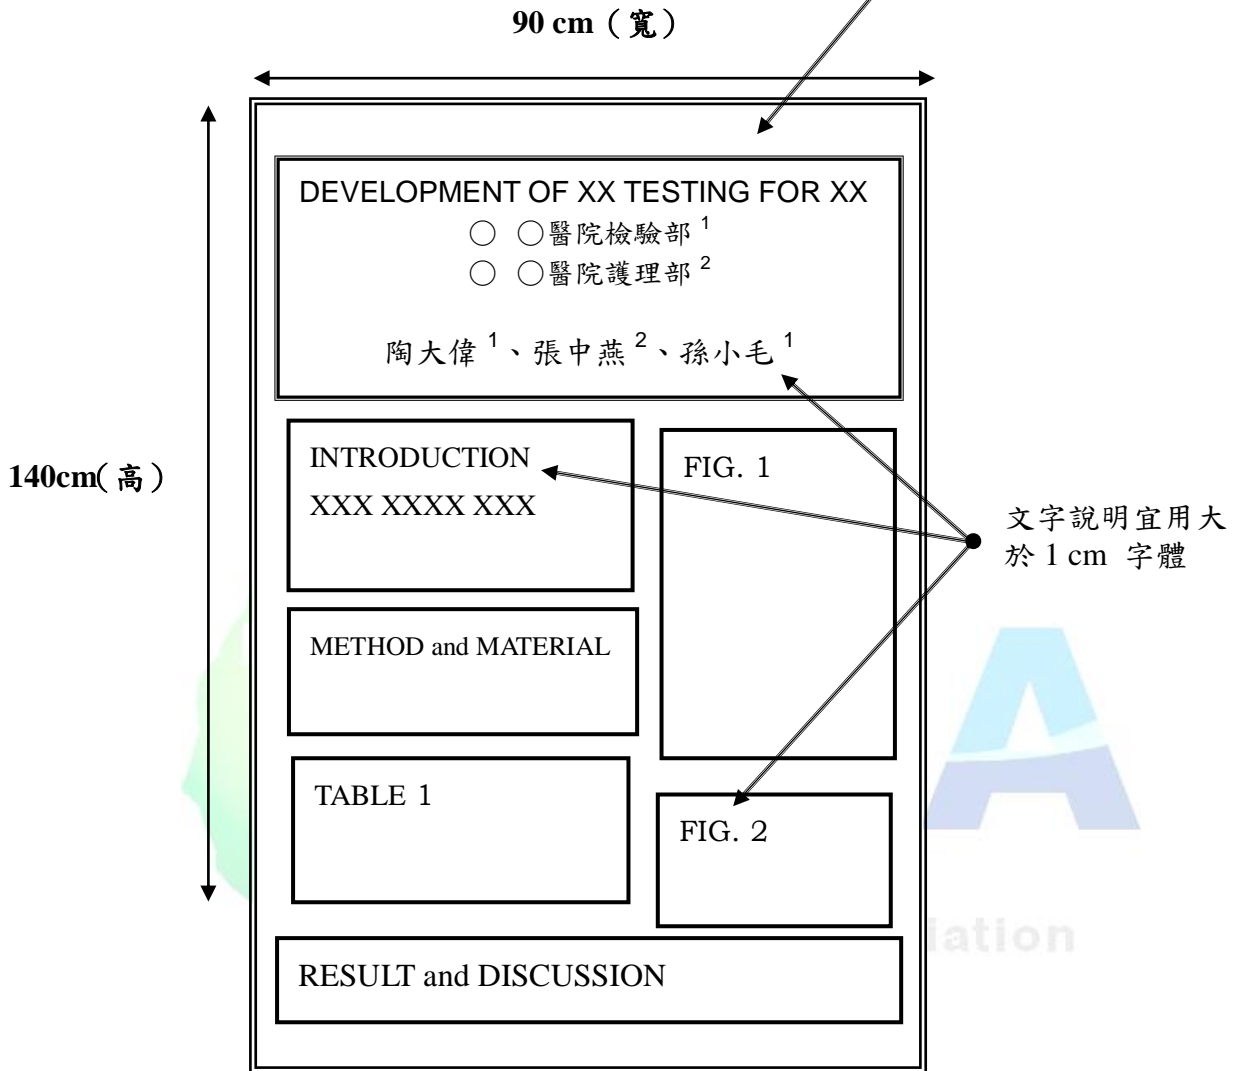 90 cm（寬）
DEVELOPMENT OF XX TESTING FOR XX
○ ○醫院檢驗部 1
○ ○醫院護理部 2
陶大偉 1、張中燕 2、孫小毛 1
140cm(高）
INTRODUCTION
XXX XXXX XXX
FIG. 1
文字說明宜用大
於 1 cm 字體
METHOD and MATERIAL
TABLE 1
FIG. 2
iation
RESULT and DISCUSSION